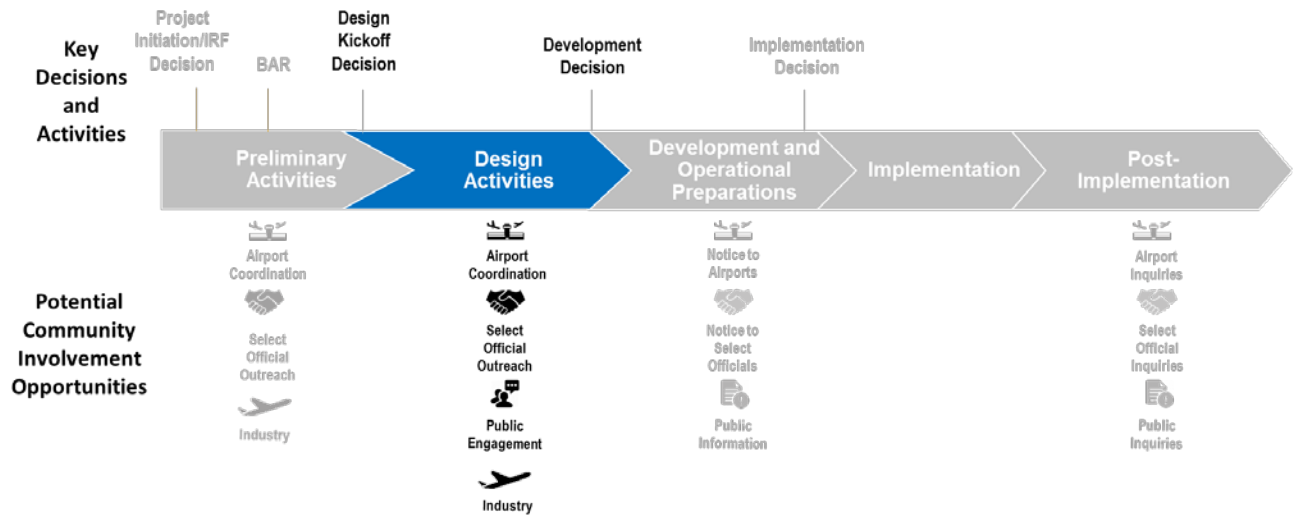 Key
Decisions
and
Activities
Project
Initiation/IRF
Decision
BAR
Design
Kickoff
Decision
Development
Decision
Implementation
Decision
Preliminary
Activities
Design
Activities
Development and
Operational
Preparations
Implementation
Post-
Implementation
Potential
Community
Involvement
Opportunities
Airport
Coordination
Select
Official
Outreach
Industry
Airport
Coordination
Select
Official
Outreach
Public
Engagement
Industry
Notice to
Airports
Notice to
Select
Officials
Public
Information
Airport
Inquiries
Select
Official
Inquiries
Public
Inquiries